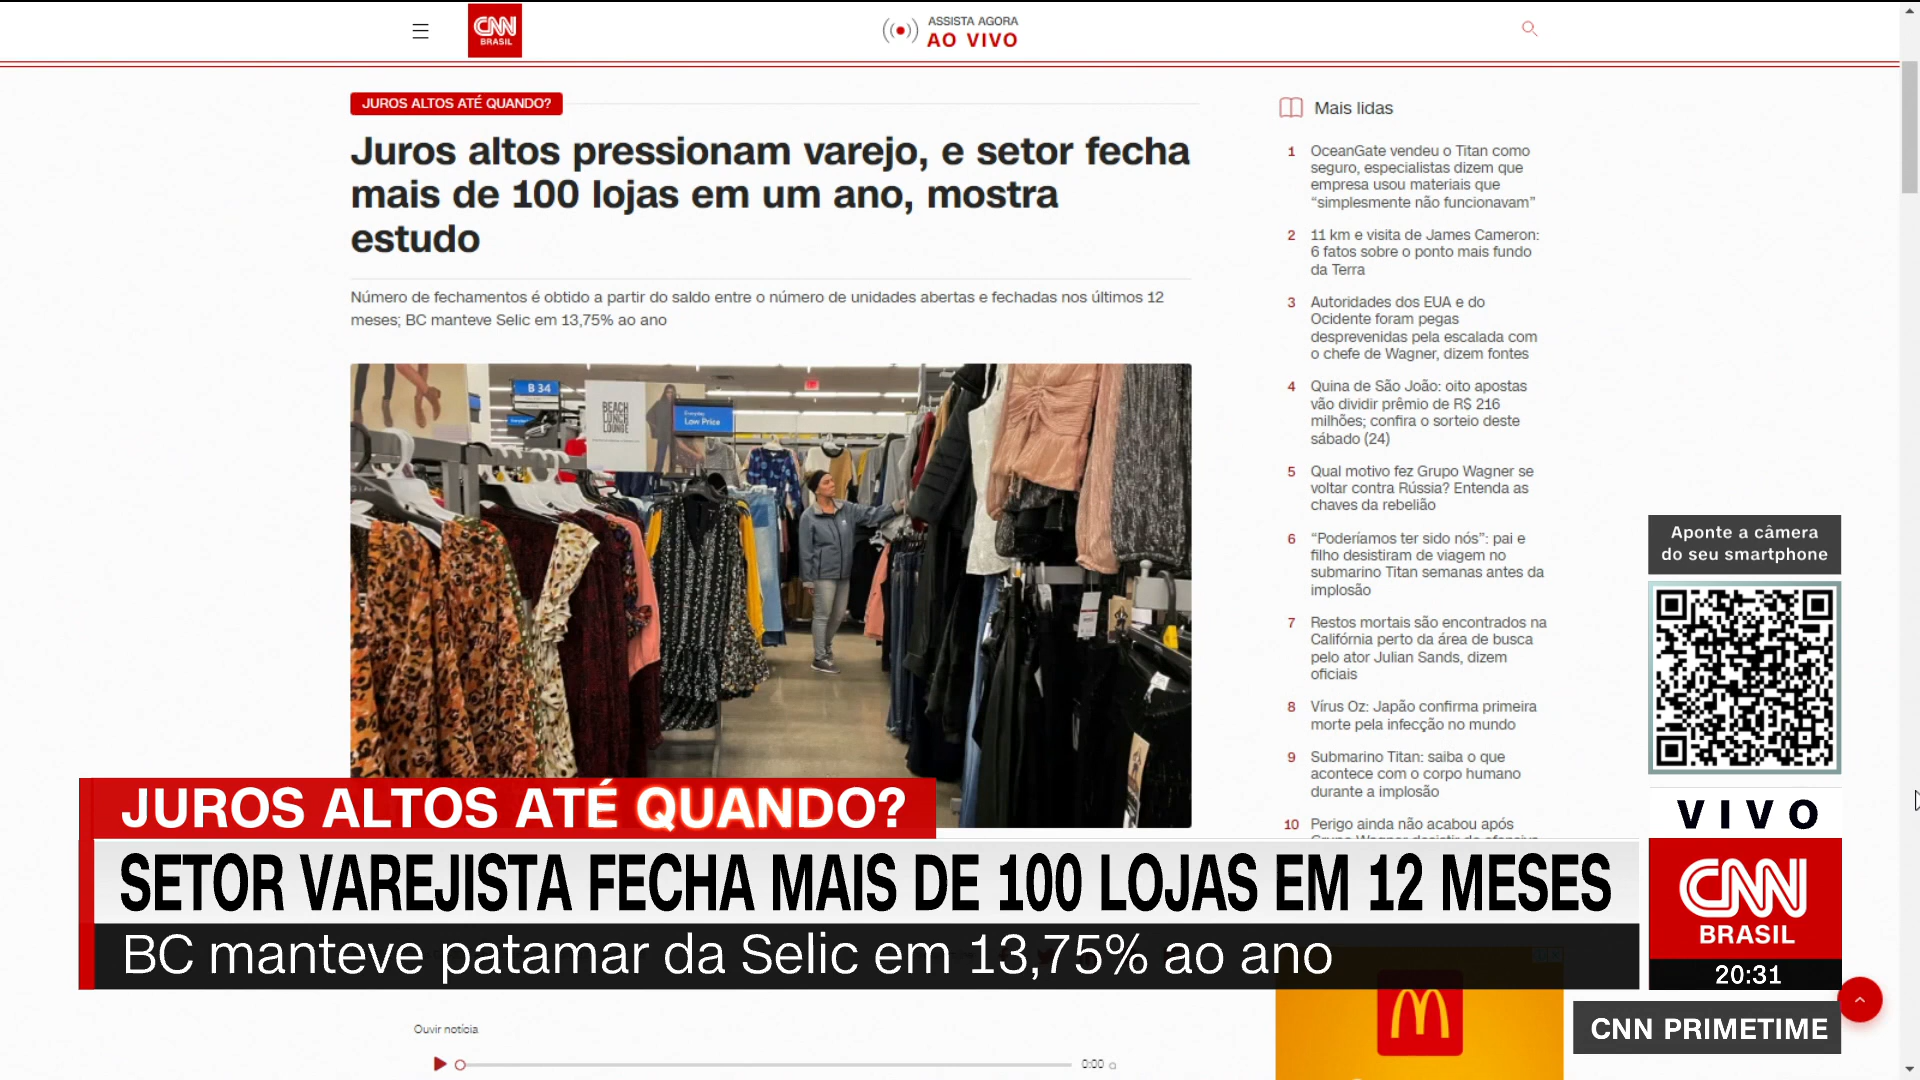 CNN
BRASIL
ASSISTA AGORA
AO VIVO
JUROS ALTOS ATÉ QUANDO?
Juros altos pressionam varejo, e setor fecha
mais de 100 lojas em um ano, mostra
estudo
Número de fechamentos é obtido a partir do saldo entre o número de unidades abertas e fechadas nos últimos 12
meses; BC manteve Selic em 13,75% ao ano
B 34
BEACH
LUNCH
LOUNGE
Everyday
Low Price
Mais lidas
1 OceanGate vendeu o Titan como
seguro, especialistas dizem que
empresa usou materiais que
“simplesmente não funcionavam”
2 11 km e visita de James Cameron:
6 fatos sobre o ponto mais fundo
da Terra
3 Autoridades dos EUA e do
Ocidente foram pegas
desprevenidas pela escalada com
o chefe de Wagner, dizem fontes
4 Quina de São João: oito apostas
vão dividir prêmio de R$ 216
milhões; confira o sorteio deste
sábado (24)
5 Qual motivo fez Grupo Wagner se
voltar contra Rússia? Entenda as
chaves da rebelião
6 “Poderíamos ter sido nós”: pai e
filho desistiram de viagem no
submarino Titan semanas antes da
implosão
7 Restos mortais são encontrados na
Califórnia perto da área de busca
pelo ator Julian Sands, dizem
oficiais
8 Vírus Oz: Japão confirma primeira
morte pela infecção no mundo
9 Submarino Titan: saiba o que
acontece com o corpo humano
durante a implosão
10 Perigo ainda não acabou após
Aponte a câmera
do seu smartphone
JUROS ALTOS ATÉ QUANDO?
SETOR VAREJISTA FECHA MAIS DE 100 LOJAS EM 12 MESES
BC manteve patamar da Selic em 13,75% ao ano
VIVO
CNN
BRASIL
20:31
CNN PRIMETIME
Ouvir notícia
0:00